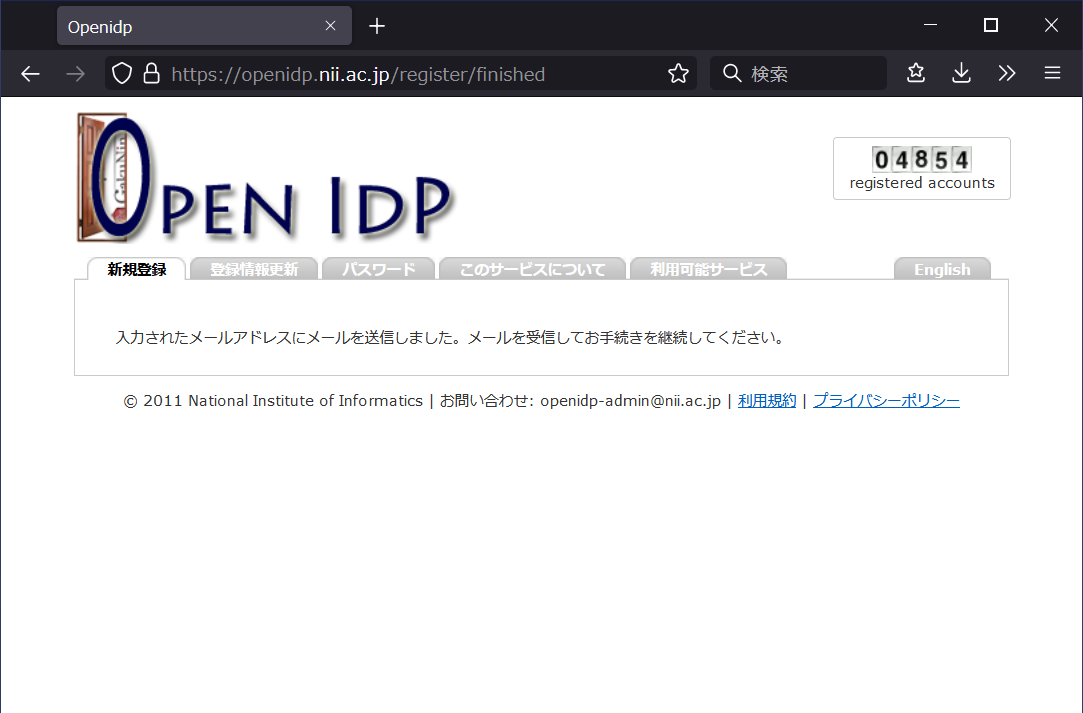 Openidp
https://openidp.nii.ac.jp/register/finished
検索
GakuNin
OPEN IDP
04854
registered accounts
新規登録 登録情報更新 パスワード このサービスについて 利用可能サービス English
入力されたメールアドレスにメールを送信しました。メールを受信してお手続きを継続してください。
© 2011 National Institute of Informatics | お問い合わせ: openidp-admin@nii.ac.jp | 利用規約 | プライバシーポリシー